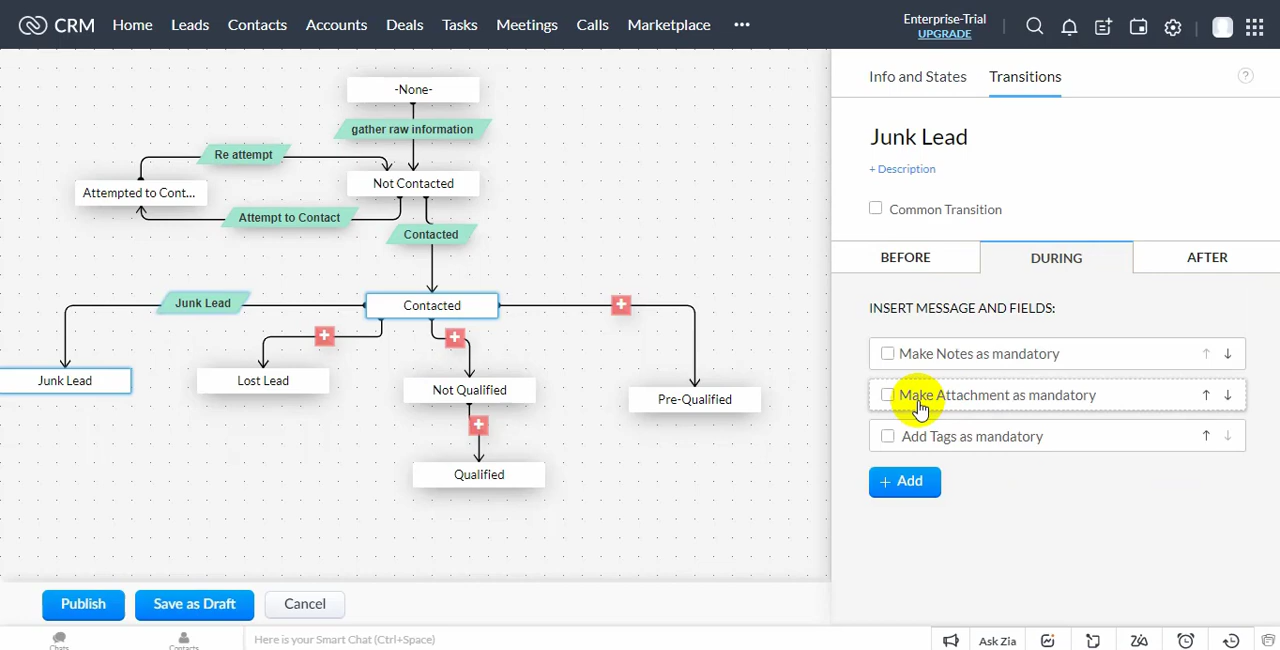 CRM Home Leads Contacts Accounts Deals Tasks Meetings Calls Marketplace ••• Enterprise-Trial
UPGRADE
Info and States Transitions ?
-None-
gather raw information
Re attempt
Not Contacted
Attempted to Cont...
Attempt to Contact
Contacted
Junk Lead
Contacted
Junk Lead
Lost Lead
Not Qualified
Pre-Qualified
Qualified
Junk Lead
+ Description
Common Transition
BEFORE DURING AFTER
INSERT MESSAGE AND FIELDS:
Make Notes as mandatory
Make Attachment as mandatory
Add Tags as mandatory
+ Add
Publish Save as Draft Cancel
Chats Contacts Here is your Smart Chat (Ctrl+Space) Ask Zia